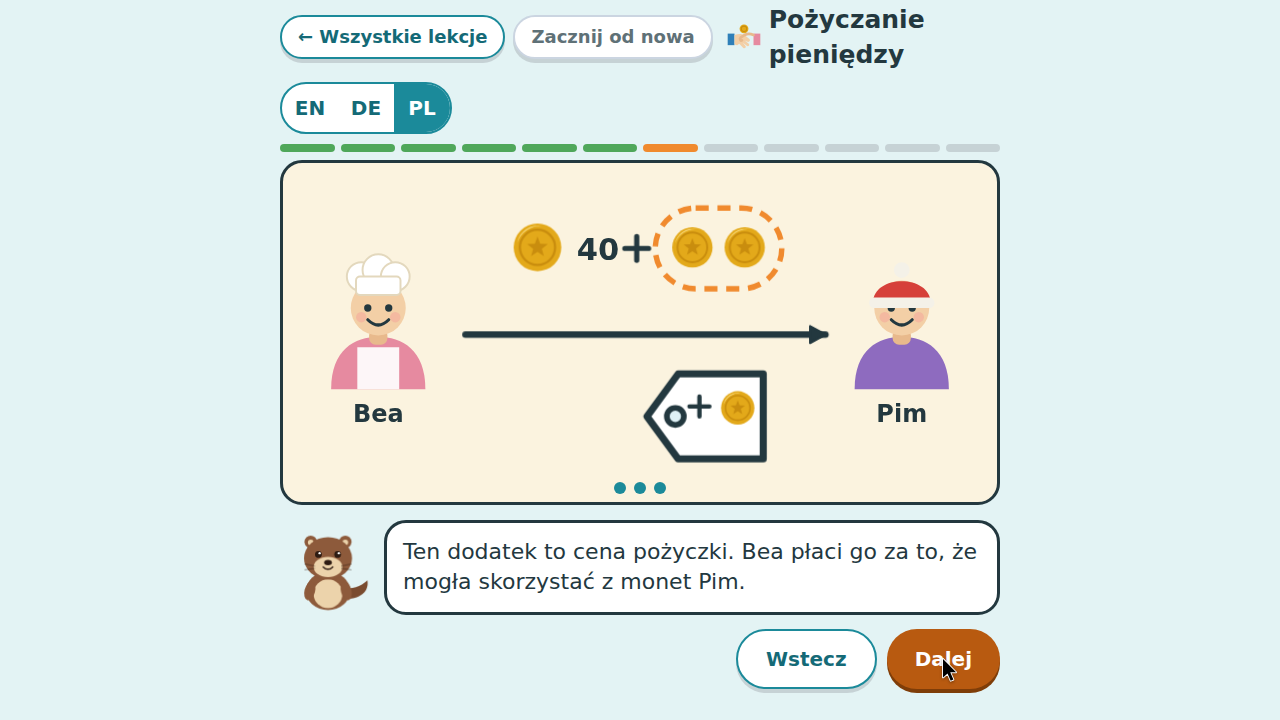 ← Wszystkie lekcje
Zacznij od nowa
Pożyczanie
pieniędzy
EN DE PL
40+
+
Bea
Pim
Ten dodatek to cena pożyczki. Bea płaci go za to, że
mogła skorzystać z monet Pim.
Wstecz
Dalej